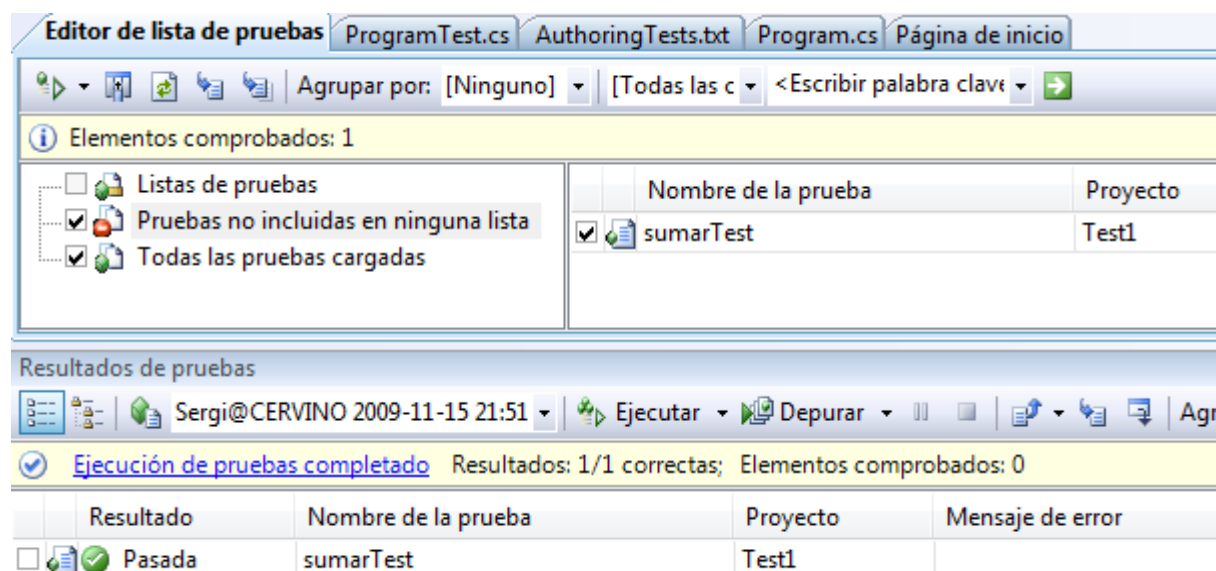 Editor de lista de pruebas ProgramTest.cs AuthoringTests.txt Program.cs Página de inicio
Agrupar por: [Ninguno] [Todas las c <Escribir palabra clave
Elementos comprobados: 1
Listas de pruebas
Pruebas no incluidas en ninguna lista
Todas las pruebas cargadas
Nombre de la prueba Proyecto
sumarTest Test1
Resultados de pruebas
Sergi@CERVINO 2009-11-15 21:51 Ejecutar Depurar Agr
Ejecución de pruebas completado Resultados: 1/1 correctas; Elementos comprobados: 0
Resultado Nombre de la prueba Proyecto Mensaje de error
Pasada sumarTest Test1